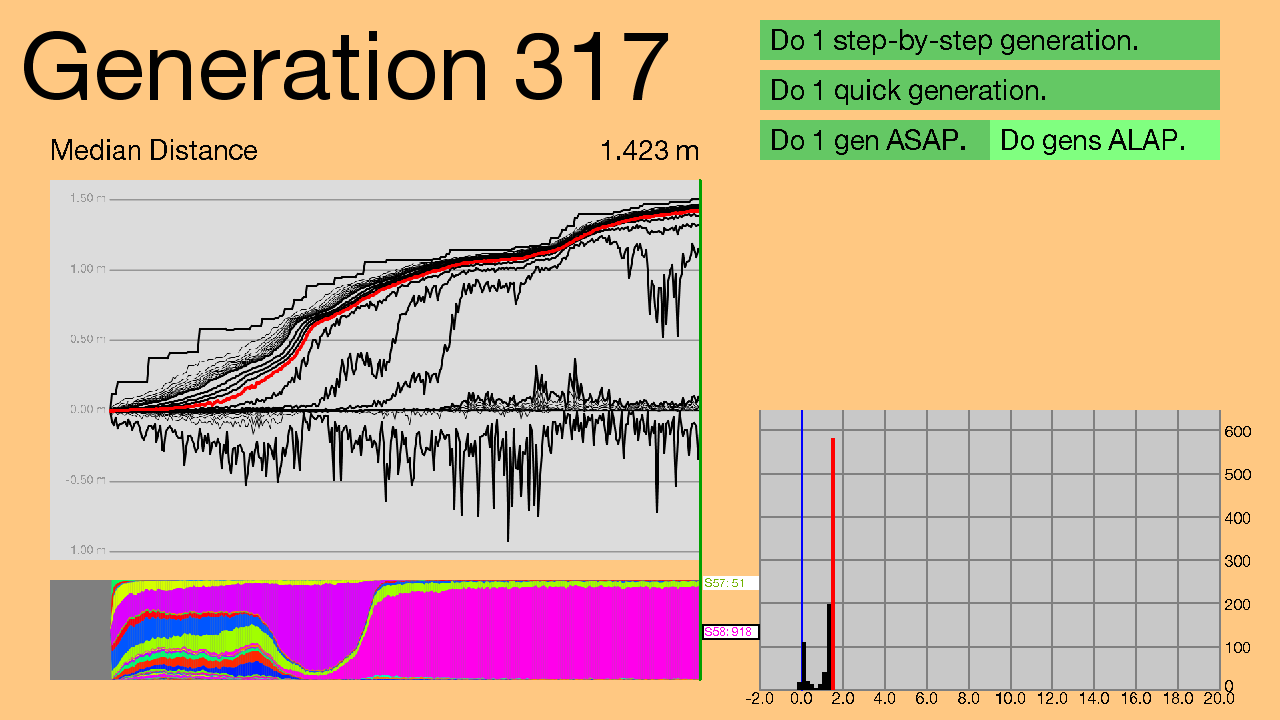 Generation 317
Do 1 step-by-step generation.
Do 1 quick generation.
Do 1 gen ASAP. Do gens ALAP.
Median Distance 1.423 m
1.50 m
1.00 m
0.50 m
0.00 m
-0.50 m
1.00 m
S57: 51
S58: 918
600
500
400
300
200
100
0
-2.0 0.0 2.0 4.0 6.0 8.0 10.0 12.0 14.0 16.0 18.0 20.0